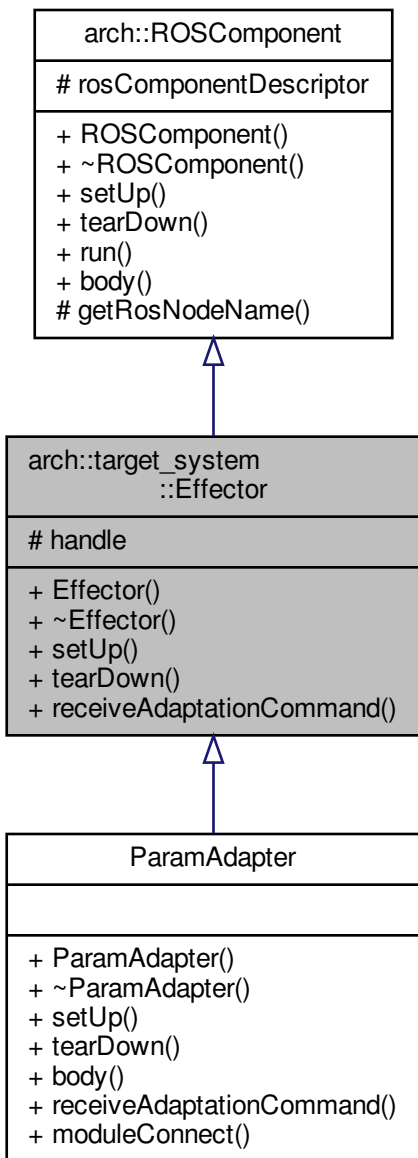 arch::ROSComponent
# rosComponentDescriptor
+ ROSComponent()
+ ~ROSComponent()
+ setUp()
+ tearDown()
+ run()
+ body()
# getRosNodeName()
arch::target_system
::Effector
# handle
+ Effector()
+ ~Effector()
+ setUp()
+ tearDown()
+ receiveAdaptationCommand()
ParamAdapter
+ ParamAdapter()
+ ~ParamAdapter()
+ setUp()
+ tearDown()
+ body()
+ receiveAdaptationCommand()
+ moduleConnect()